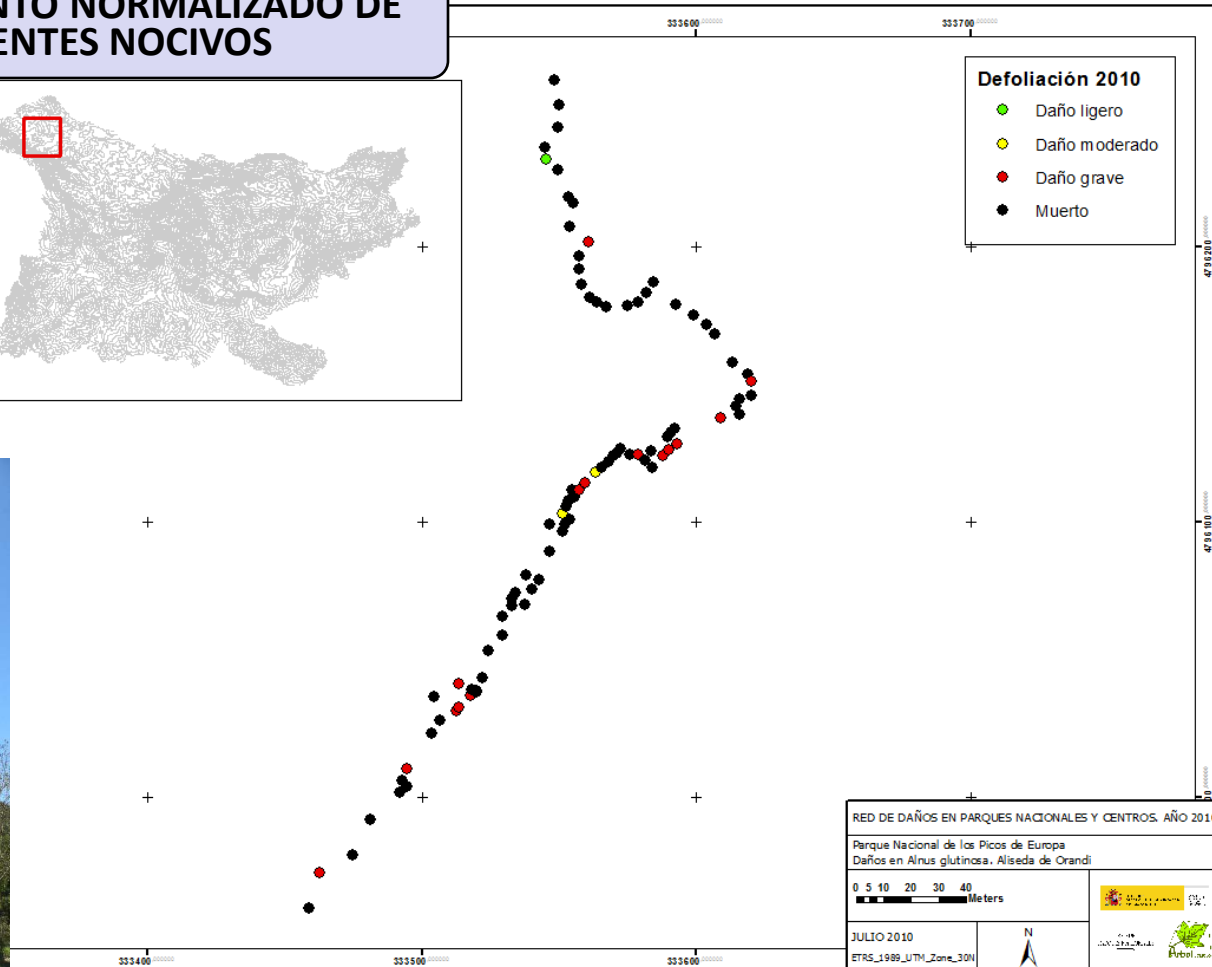 NTO NORMALIZADO DE
ENTES NOCIVOS
333600
333700
Defoliación 2010
Daño ligero
Daño moderado
Daño grave
Muerto
4796200
4796100
333400
333500
333600
RED DE DAÑOS EN PARQUES NACIONALES Y CENTROS. AÑO 201
Parque Nacional de los Picos de Europa
Daños en Alnus glutinosa. Aliseda de Orandi
0 5 10 20 30 40
Meters
JULIO 2010
ETRS_1989_UTM_Zone_30N
N